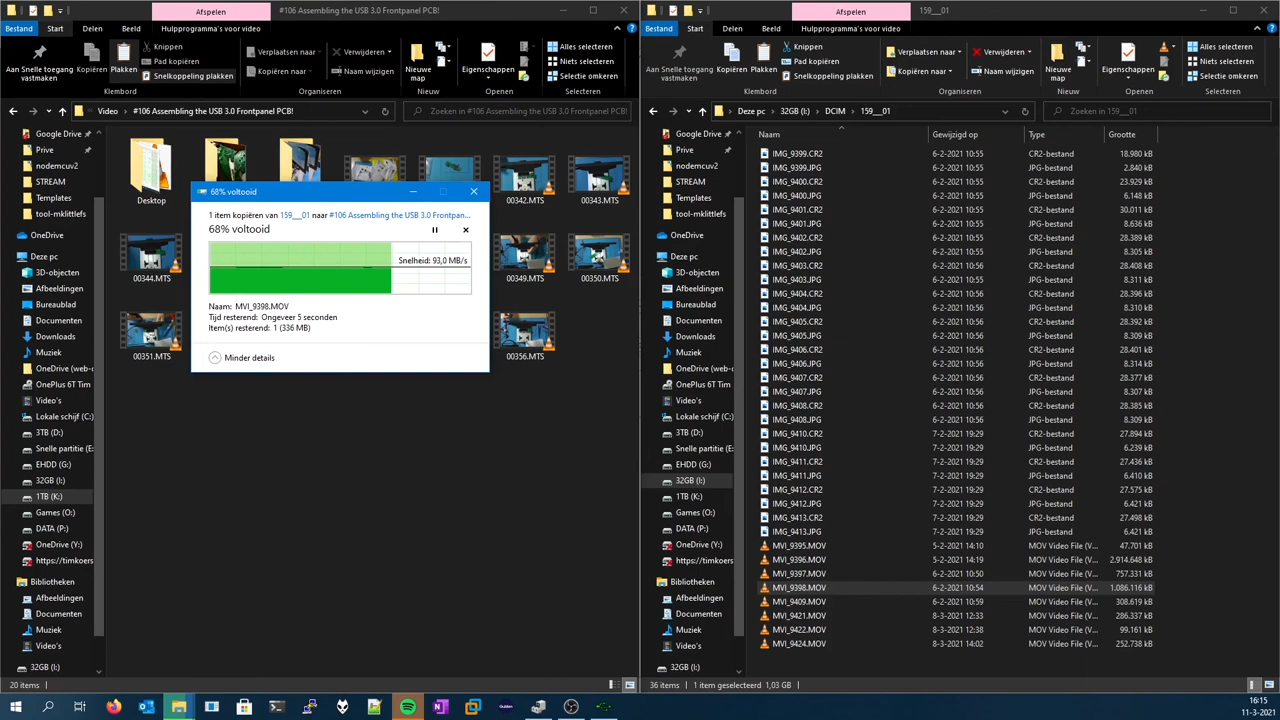 Afspelen
#106 Assembling the USB 3.0 Frontpanel PCB!
Bestand
Start
Delen
Beeld
Hulpprogramma's voor video
Aan Snelle toegang vastmaken
Kopiëren
Plakken
Knippen
Pad kopiëren
Snelkoppeling plakken
Klembord
Verplaatsen naar
Kopiëren naar
Verwijderen
Naam wijzigen
Organiseren
Nieuwe map
Nieuw
Eigenschappen
Openen
Alles selecteren
Niets selecteren
Selectie omkeren
Selecteren
Video
#106 Assembling the USB 3.0 Frontpanel PCB!
Zoeken in #106 Assembling the USB 3.0 Frontpanel PCB!
Google Drive
Prive
nodemcuv2
STREAM
Templates
tool-mklittlefs
OneDrive
Deze pc
3D-objecten
Afbeeldingen
Bureaublad
Documenten
Downloads
Muziek
OneDrive (web-c
OnePlus 6T Tim
Video's
Lokale schijf (C:)
3TB (D:)
Snelle partitie (E:
EHDD (G:)
32GB (I:)
1TB (K:)
Games (O:)
DATA (P:)
OneDrive (Y:)
https://timkoers
Bibliotheken
Afbeeldingen
Documenten
Muziek
Video's
32GB (I:)
Desktop
00342.MTS
00343.MTS
00344.MTS
00349.MTS
00350.MTS
00351.MTS
00356.MTS
68% voltooid
1 item kopiëren van 159___01 naar #106 Assembling the USB 3.0 Frontpan...
68% voltooid
Snelheid: 93,0 MB/s
Naam: MVI_9398.MOV
Tijd resterend: Ongeveer 5 seconden
Item(s) resterend: 1 (336 MB)
Minder details
20 items
Afspelen
159___01
Bestand
Start
Delen
Beeld
Hulpprogramma's voor video
Aan Snelle toegang vastmaken
Kopiëren
Plakken
Knippen
Pad kopiëren
Snelkoppeling plakken
Klembord
Verplaatsen naar
Kopiëren naar
Verwijderen
Naam wijzigen
Organiseren
Nieuwe map
Nieuw
Eigenschappen
Openen
Alles selecteren
Niets selecteren
Selectie omkeren
Selecteren
Deze pc
32GB (I:)
DCIM
159___01
Zoeken in 159___01
Google Drive
Prive
nodemcuv2
STREAM
Templates
tool-mklittlefs
OneDrive
Deze pc
3D-objecten
Afbeeldingen
Bureaublad
Documenten
Downloads
Muziek
OneDrive (web-c
OnePlus 6T Tim
Video's
Lokale schijf (C:)
3TB (D:)
Snelle partitie (E:
EHDD (G:)
32GB (I:)
1TB (K:)
Games (O:)
DATA (P:)
OneDrive (Y:)
https://timkoers
Bibliotheken
Afbeeldingen
Documenten
Muziek
Video's
32GB (I:)
Naam Gewijzigd op Type Grootte
IMG_9399.CR2 6-2-2021 10:55 CR2-bestand 18.980 kB
IMG_9399.JPG 6-2-2021 10:55 JPG-bestand 2.840 kB
IMG_9400.CR2 6-2-2021 10:55 CR2-bestand 23.929 kB
IMG_9400.JPG 6-2-2021 10:55 JPG-bestand 5.056 kB
IMG_9401.CR2 6-2-2021 10:55 CR2-bestand 30.011 kB
IMG_9401.JPG 6-2-2021 10:55 JPG-bestand 8.636 kB
IMG_9402.CR2 6-2-2021 10:55 CR2-bestand 28.389 kB
IMG_9402.JPG 6-2-2021 10:55 JPG-bestand 8.302 kB
IMG_9403.CR2 6-2-2021 10:55 CR2-bestand 28.408 kB
IMG_9403.JPG 6-2-2021 10:55 JPG-bestand 8.309 kB
IMG_9404.CR2 6-2-2021 10:55 CR2-bestand 28.396 kB
IMG_9404.JPG 6-2-2021 10:55 JPG-bestand 8.304 kB
IMG_9405.CR2 6-2-2021 10:55 CR2-bestand 28.392 kB
IMG_9405.JPG 6-2-2021 10:55 JPG-bestand 8.314 kB
IMG_9406.CR2 6-2-2021 10:56 CR2-bestand 28.401 kB
IMG_9406.JPG 6-2-2021 10:56 JPG-bestand 8.314 kB
IMG_9407.CR2 6-2-2021 10:56 CR2-bestand 28.377 kB
IMG_9407.JPG 6-2-2021 10:56 JPG-bestand 8.307 kB
IMG_9408.CR2 6-2-2021 10:56 CR2-bestand 28.385 kB
IMG_9408.JPG 6-2-2021 10:56 JPG-bestand 8.309 kB
IMG_9410.CR2 7-2-2021 19:29 CR2-bestand 27.894 kB
IMG_9410.JPG 7-2-2021 19:29 JPG-bestand 6.239 kB
IMG_9411.CR2 7-2-2021 19:29 CR2-bestand 27.436 kB
IMG_9411.JPG 7-2-2021 19:29 JPG-bestand 6.410 kB
IMG_9412.CR2 7-2-2021 19:29 CR2-bestand 27.575 kB
IMG_9412.JPG 7-2-2021 19:29 JPG-bestand 6.421 kB
IMG_9413.CR2 7-2-2021 19:29 CR2-bestand 27.498 kB
IMG_9413.JPG 7-2-2021 19:29 JPG-bestand 6.421 kB
MVI_9395.MOV 5-2-2021 14:10 MOV Video File (V... 47.701 kB
MVI_9396.MOV 5-2-2021 14:19 MOV Video File (V... 2.914.648 kB
MVI_9397.MOV 6-2-2021 10:50 MOV Video File (V... 757.331 kB
MVI_9398.MOV 6-2-2021 10:54 MOV Video File (V... 1.086.116 kB
MVI_9409.MOV 6-2-2021 10:59 MOV Video File (V... 308.619 kB
MVI_9421.MOV 8-3-2021 12:33 MOV Video File (V... 286.337 kB
MVI_9422.MOV 8-3-2021 12:38 MOV Video File (V... 99.161 kB
MVI_9424.MOV 8-3-2021 14:02 MOV Video File (V... 252.738 kB
36 items
1 item geselecteerd 1,03 GB
16:15
11-3-2021